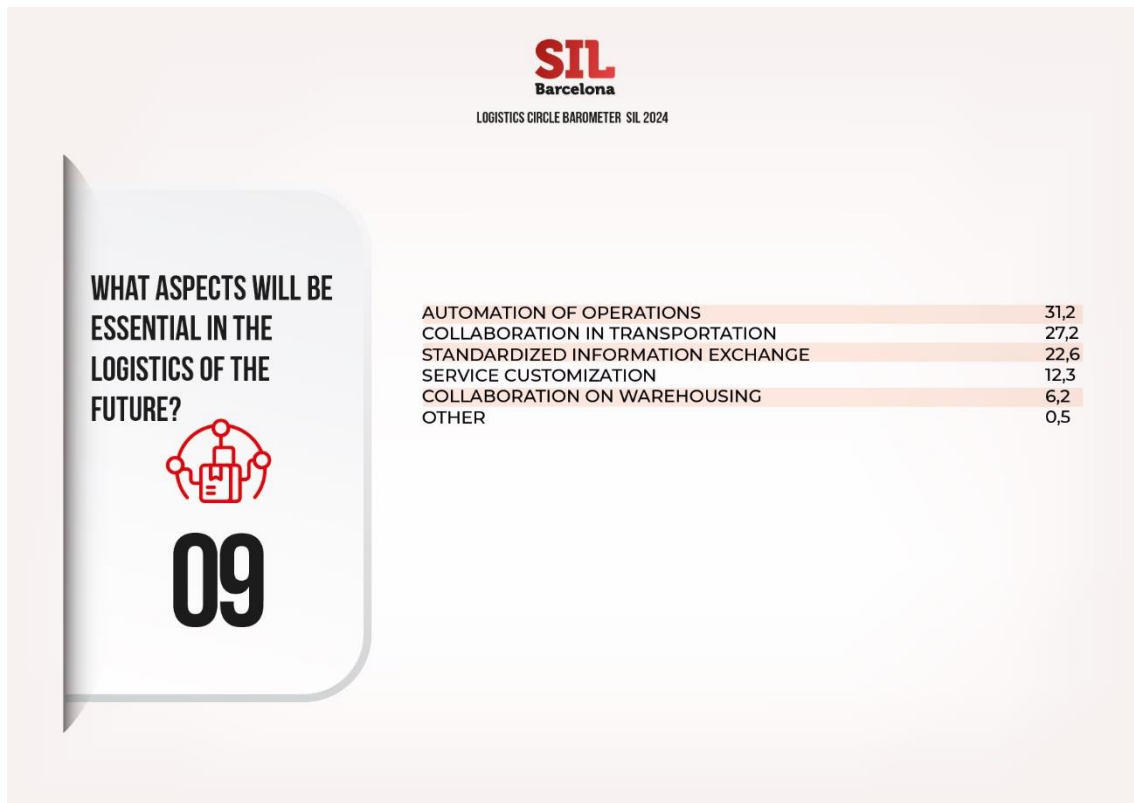 SIL
Barcelona
LOGISTICS CIRCLE BAROMETER SIL 2024
WHAT ASPECTS WILL BE
ESSENTIAL IN THE
LOGISTICS OF THE
FUTURE?
09
AUTOMATION OF OPERATIONS 31,2
COLLABORATION IN TRANSPORTATION 27,2
STANDARDIZED INFORMATION EXCHANGE 22,6
SERVICE CUSTOMIZATION 12,3
COLLABORATION ON WAREHOUSING 6,2
OTHER 0,5